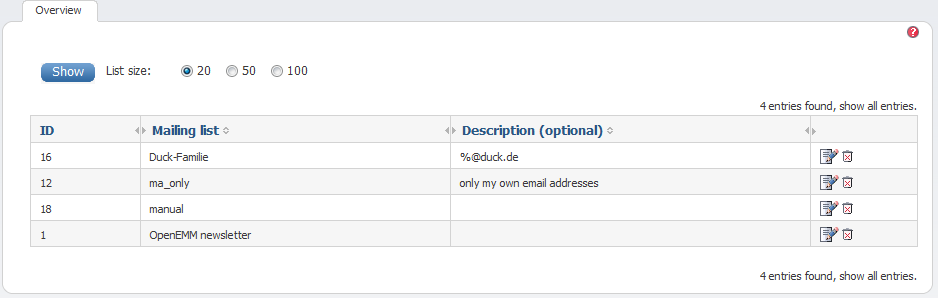 Overview
?
Show List size: 20 50 100
4 entries found, show all entries.
ID Mailing list Description (optional)
16 Duck-Familie %@duck.de
12 ma_only only my own email addresses
18 manual
1 OpenEMM newsletter
4 entries found, show all entries.